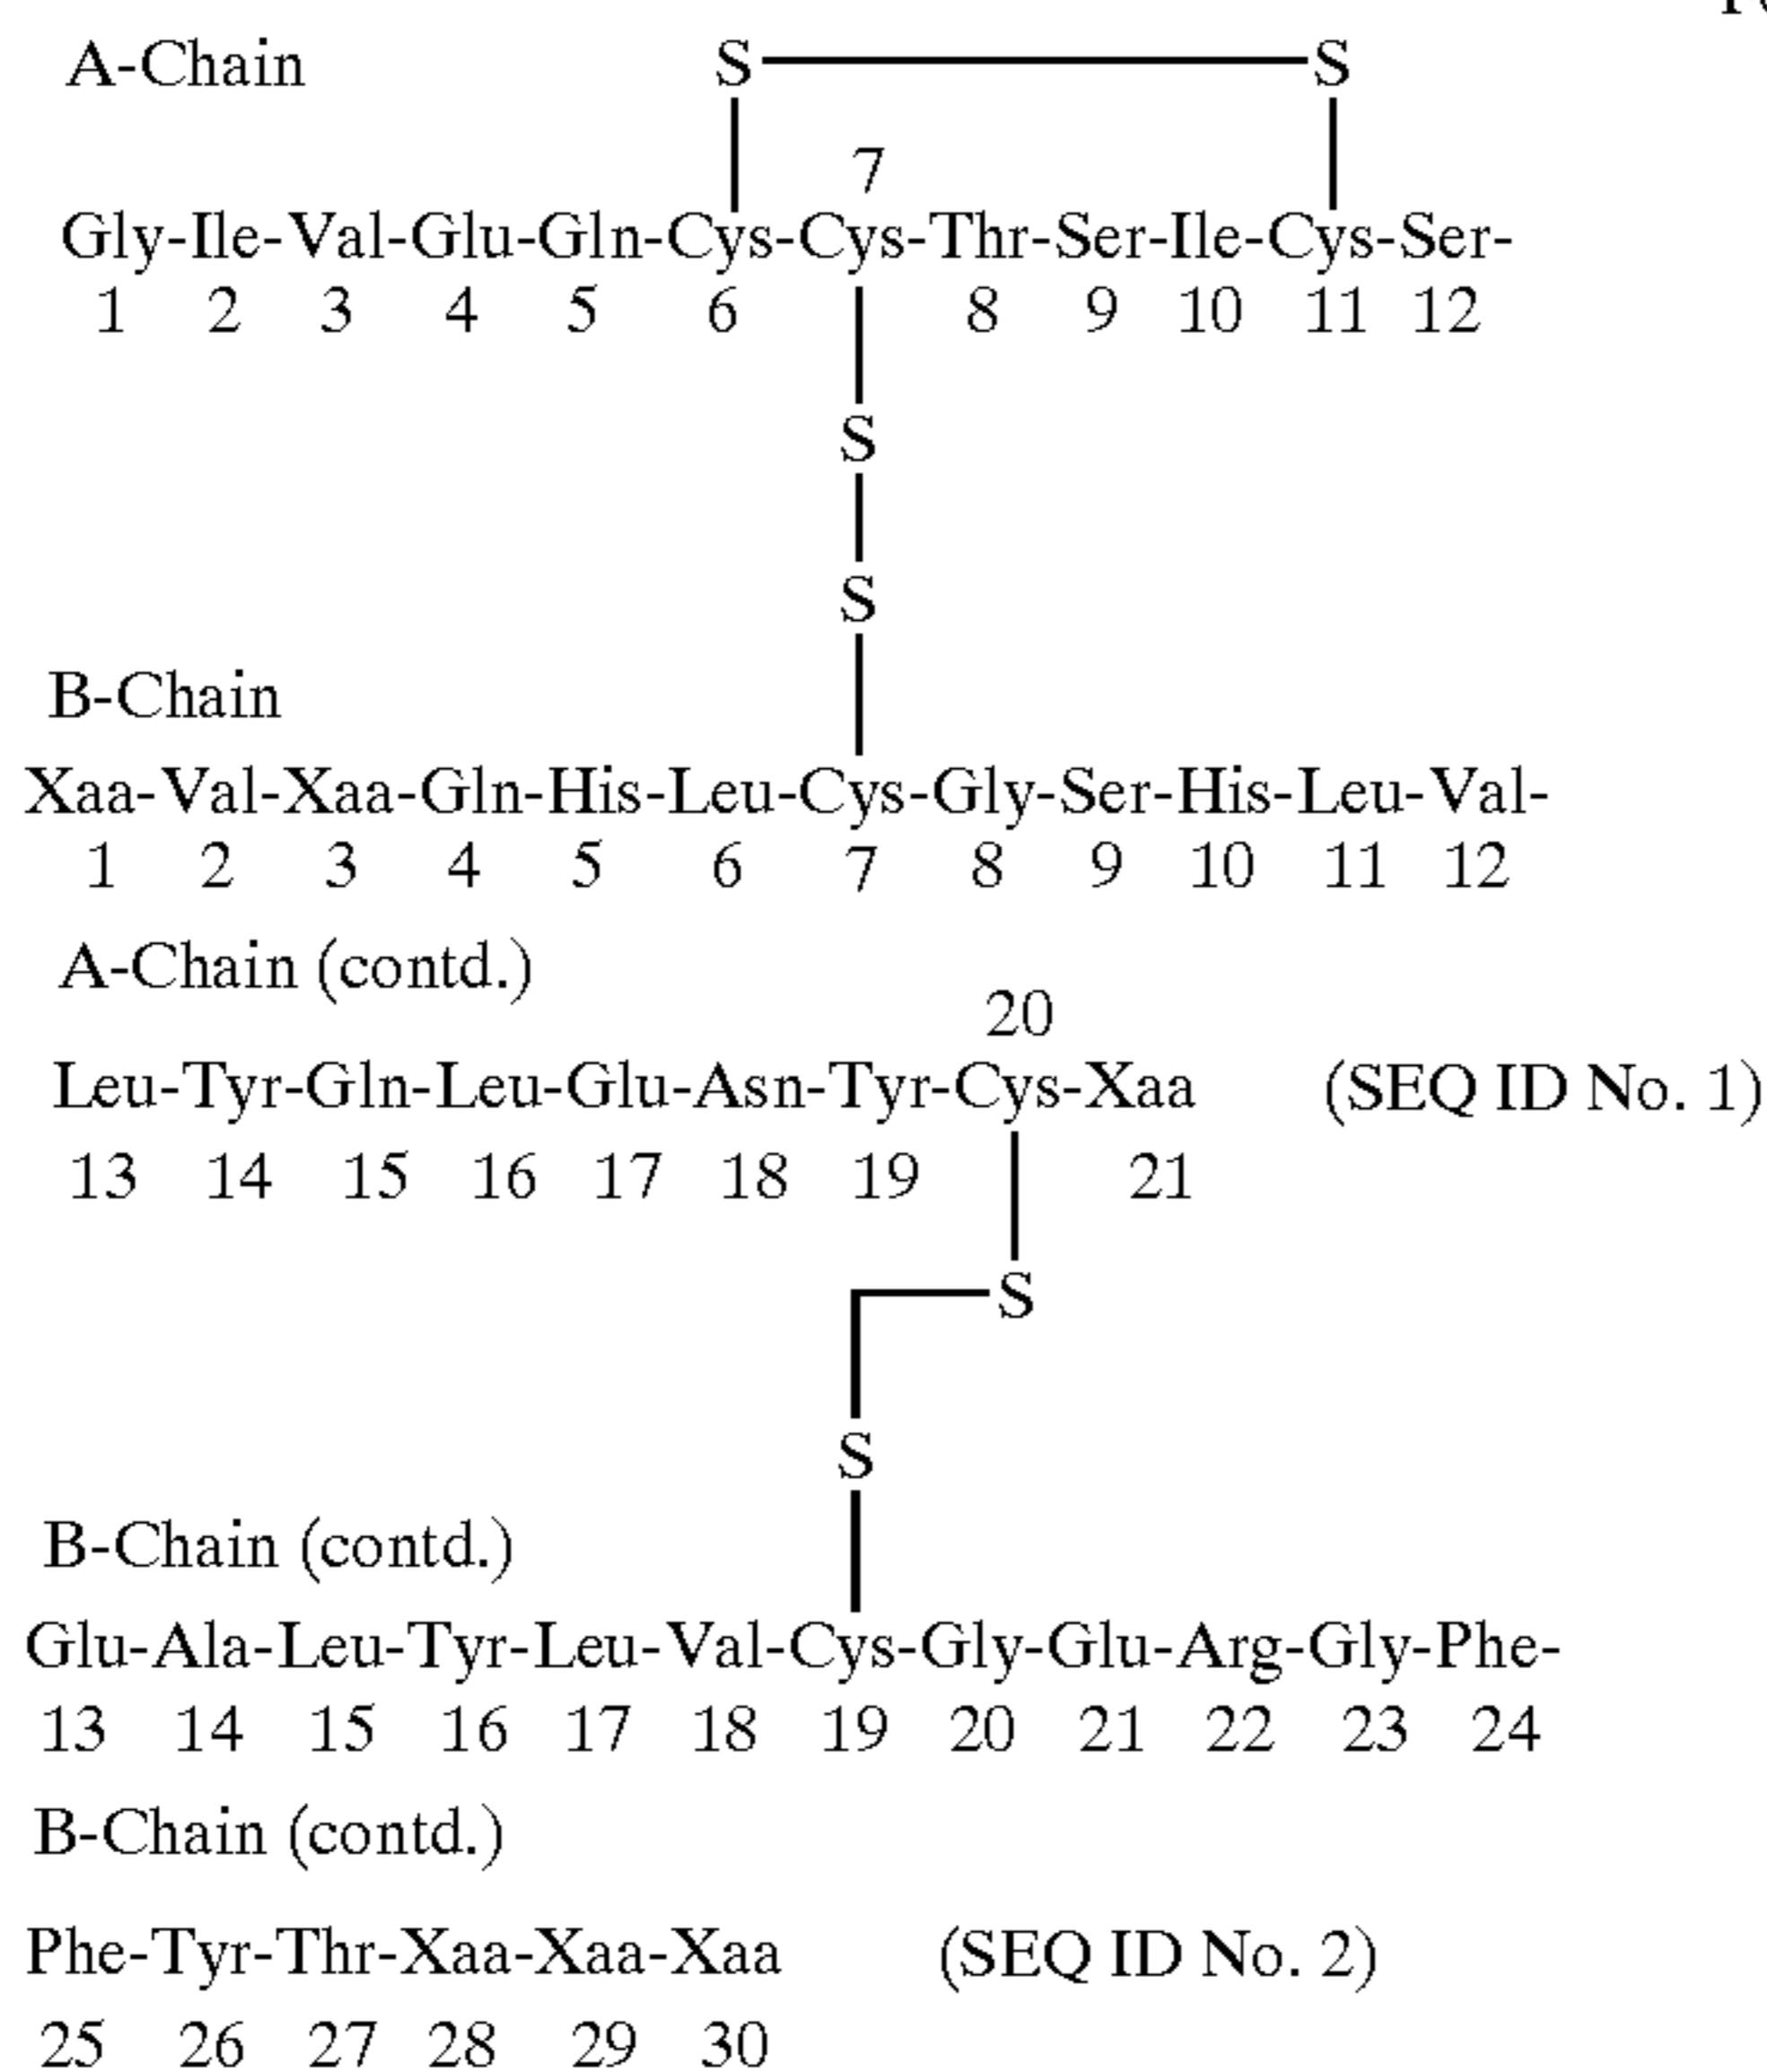 A-Chain
S S
7
Gly-Ile-Val-Glu-Gln-Cys-Cys-Thr-Ser-Ile-Cys-Ser-
1 2 3 4 5 6 8 9 10 11 12
S
S
B-Chain
Xaa-Val-Xaa-Gln-His-Leu-Cys-Gly-Ser-His-Leu-Val-
1 2 3 4 5 6 7 8 9 10 11 12
A-Chain (contd.)
20
Leu-Tyr-Gln-Leu-Glu-Asn-Tyr-Cys-Xaa (SEQ ID No. 1)
13 14 15 16 17 18 19 21
S
S
B-Chain (contd.)
Glu-Ala-Leu-Tyr-Leu-Val-Cys-Gly-Glu-Arg-Gly-Phe-
13 14 15 16 17 18 19 20 21 22 23 24
B-Chain (contd.)
Phe-Tyr-Thr-Xaa-Xaa-Xaa (SEQ ID No. 2)
25 26 27 28 29 30